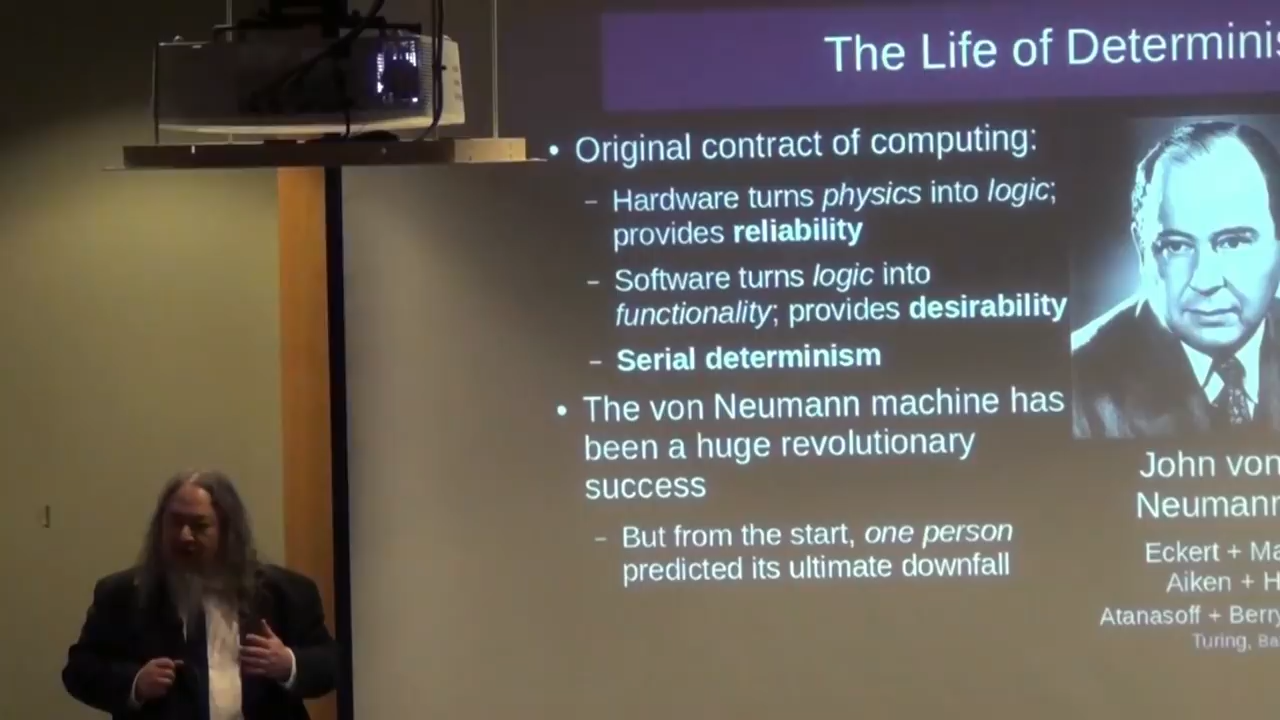 The Life of Determinis
• Original contract of computing:
– Hardware turns physics into logic;
provides reliability
– Software turns logic into
functionality; provides desirability
– Serial determinism
• The von Neumann machine has
been a huge revolutionary
success
– But from the start, one person
predicted its ultimate downfall
John von
Neumann
Eckert + Ma
Aiken + H
Atanasoff + Berry
Turing, Ba